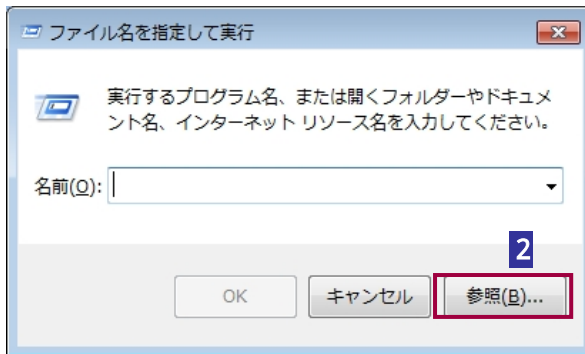 ファイル名を指定して実行
実行するプログラム名、または開くフォルダーやドキュメ
ント名、インターネット リソース名を入力してください。
名前(O):
2
OK キャンセル 参照(B)...